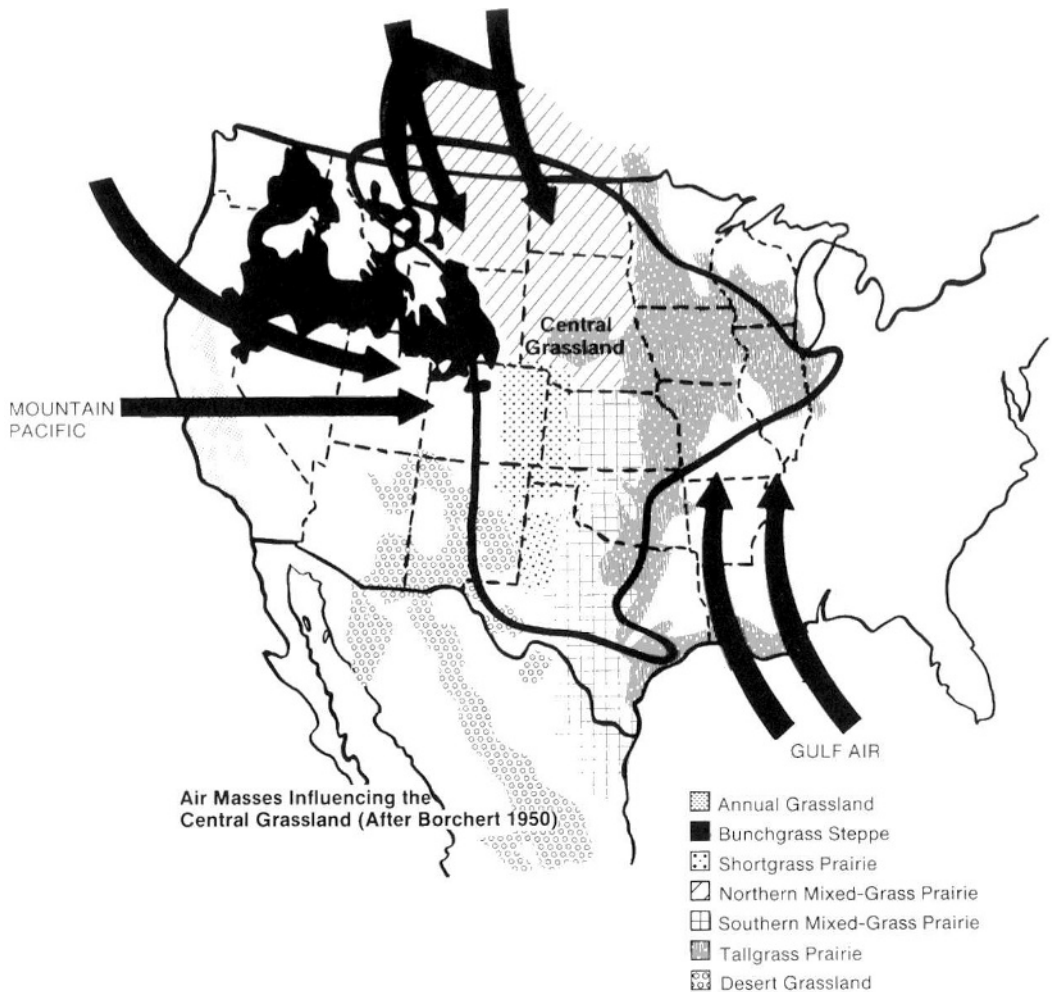 Central
Grassland
MOUNTAIN
PACIFIC
GULF AIR
Air Masses Influencing the
Central Grassland (After Borchert 1950)
Annual Grassland
Bunchgrass Steppe
Shortgrass Prairie
Northern Mixed-Grass Prairie
Southern Mixed-Grass Prairie
Tallgrass Prairie
Desert Grassland